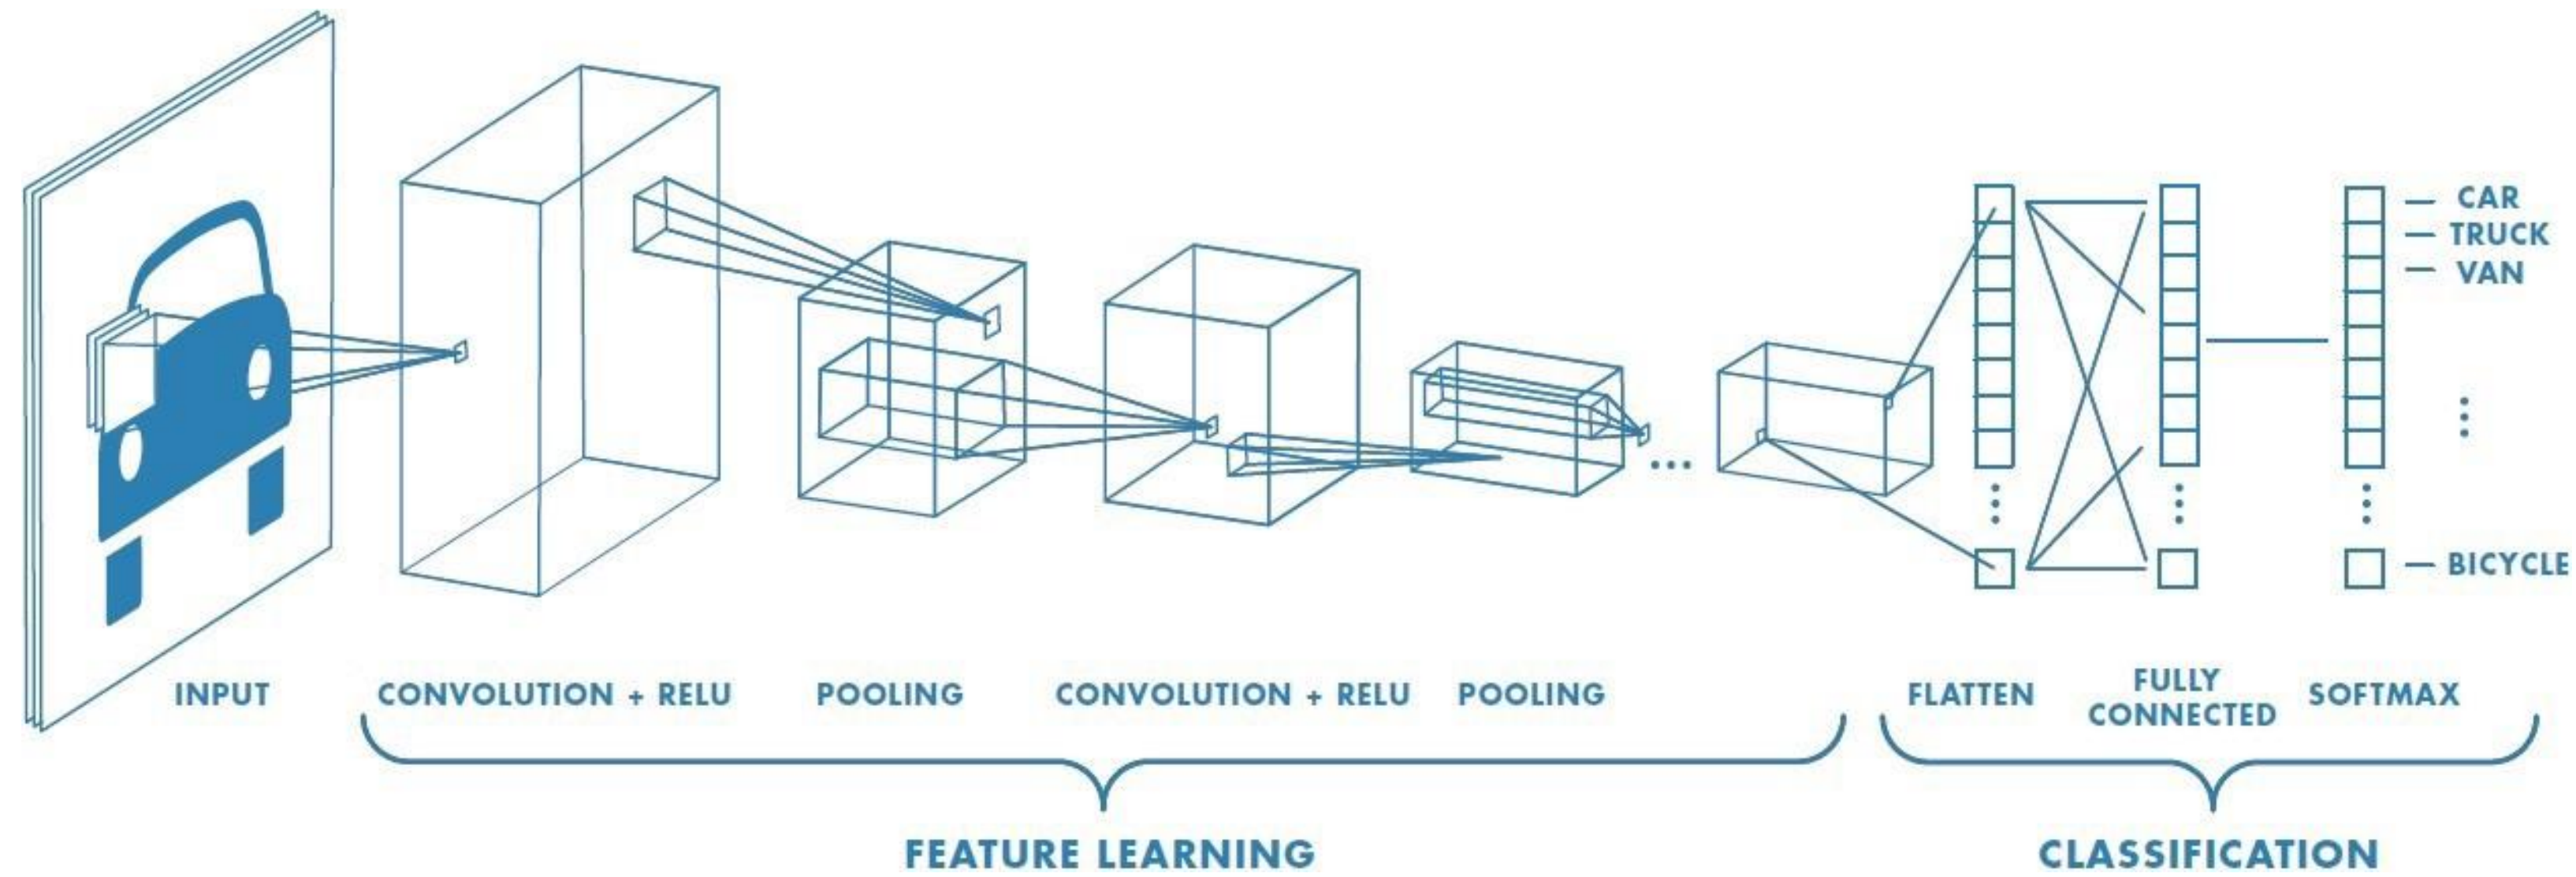 CAR
TRUCK
VAN
BICYCLE
INPUT
CONVOLUTION + RELU
POOLING
CONVOLUTION + RELU
POOLING
FLATTEN
FULLY
CONNECTED
SOFTMAX
FEATURE LEARNING
CLASSIFICATION